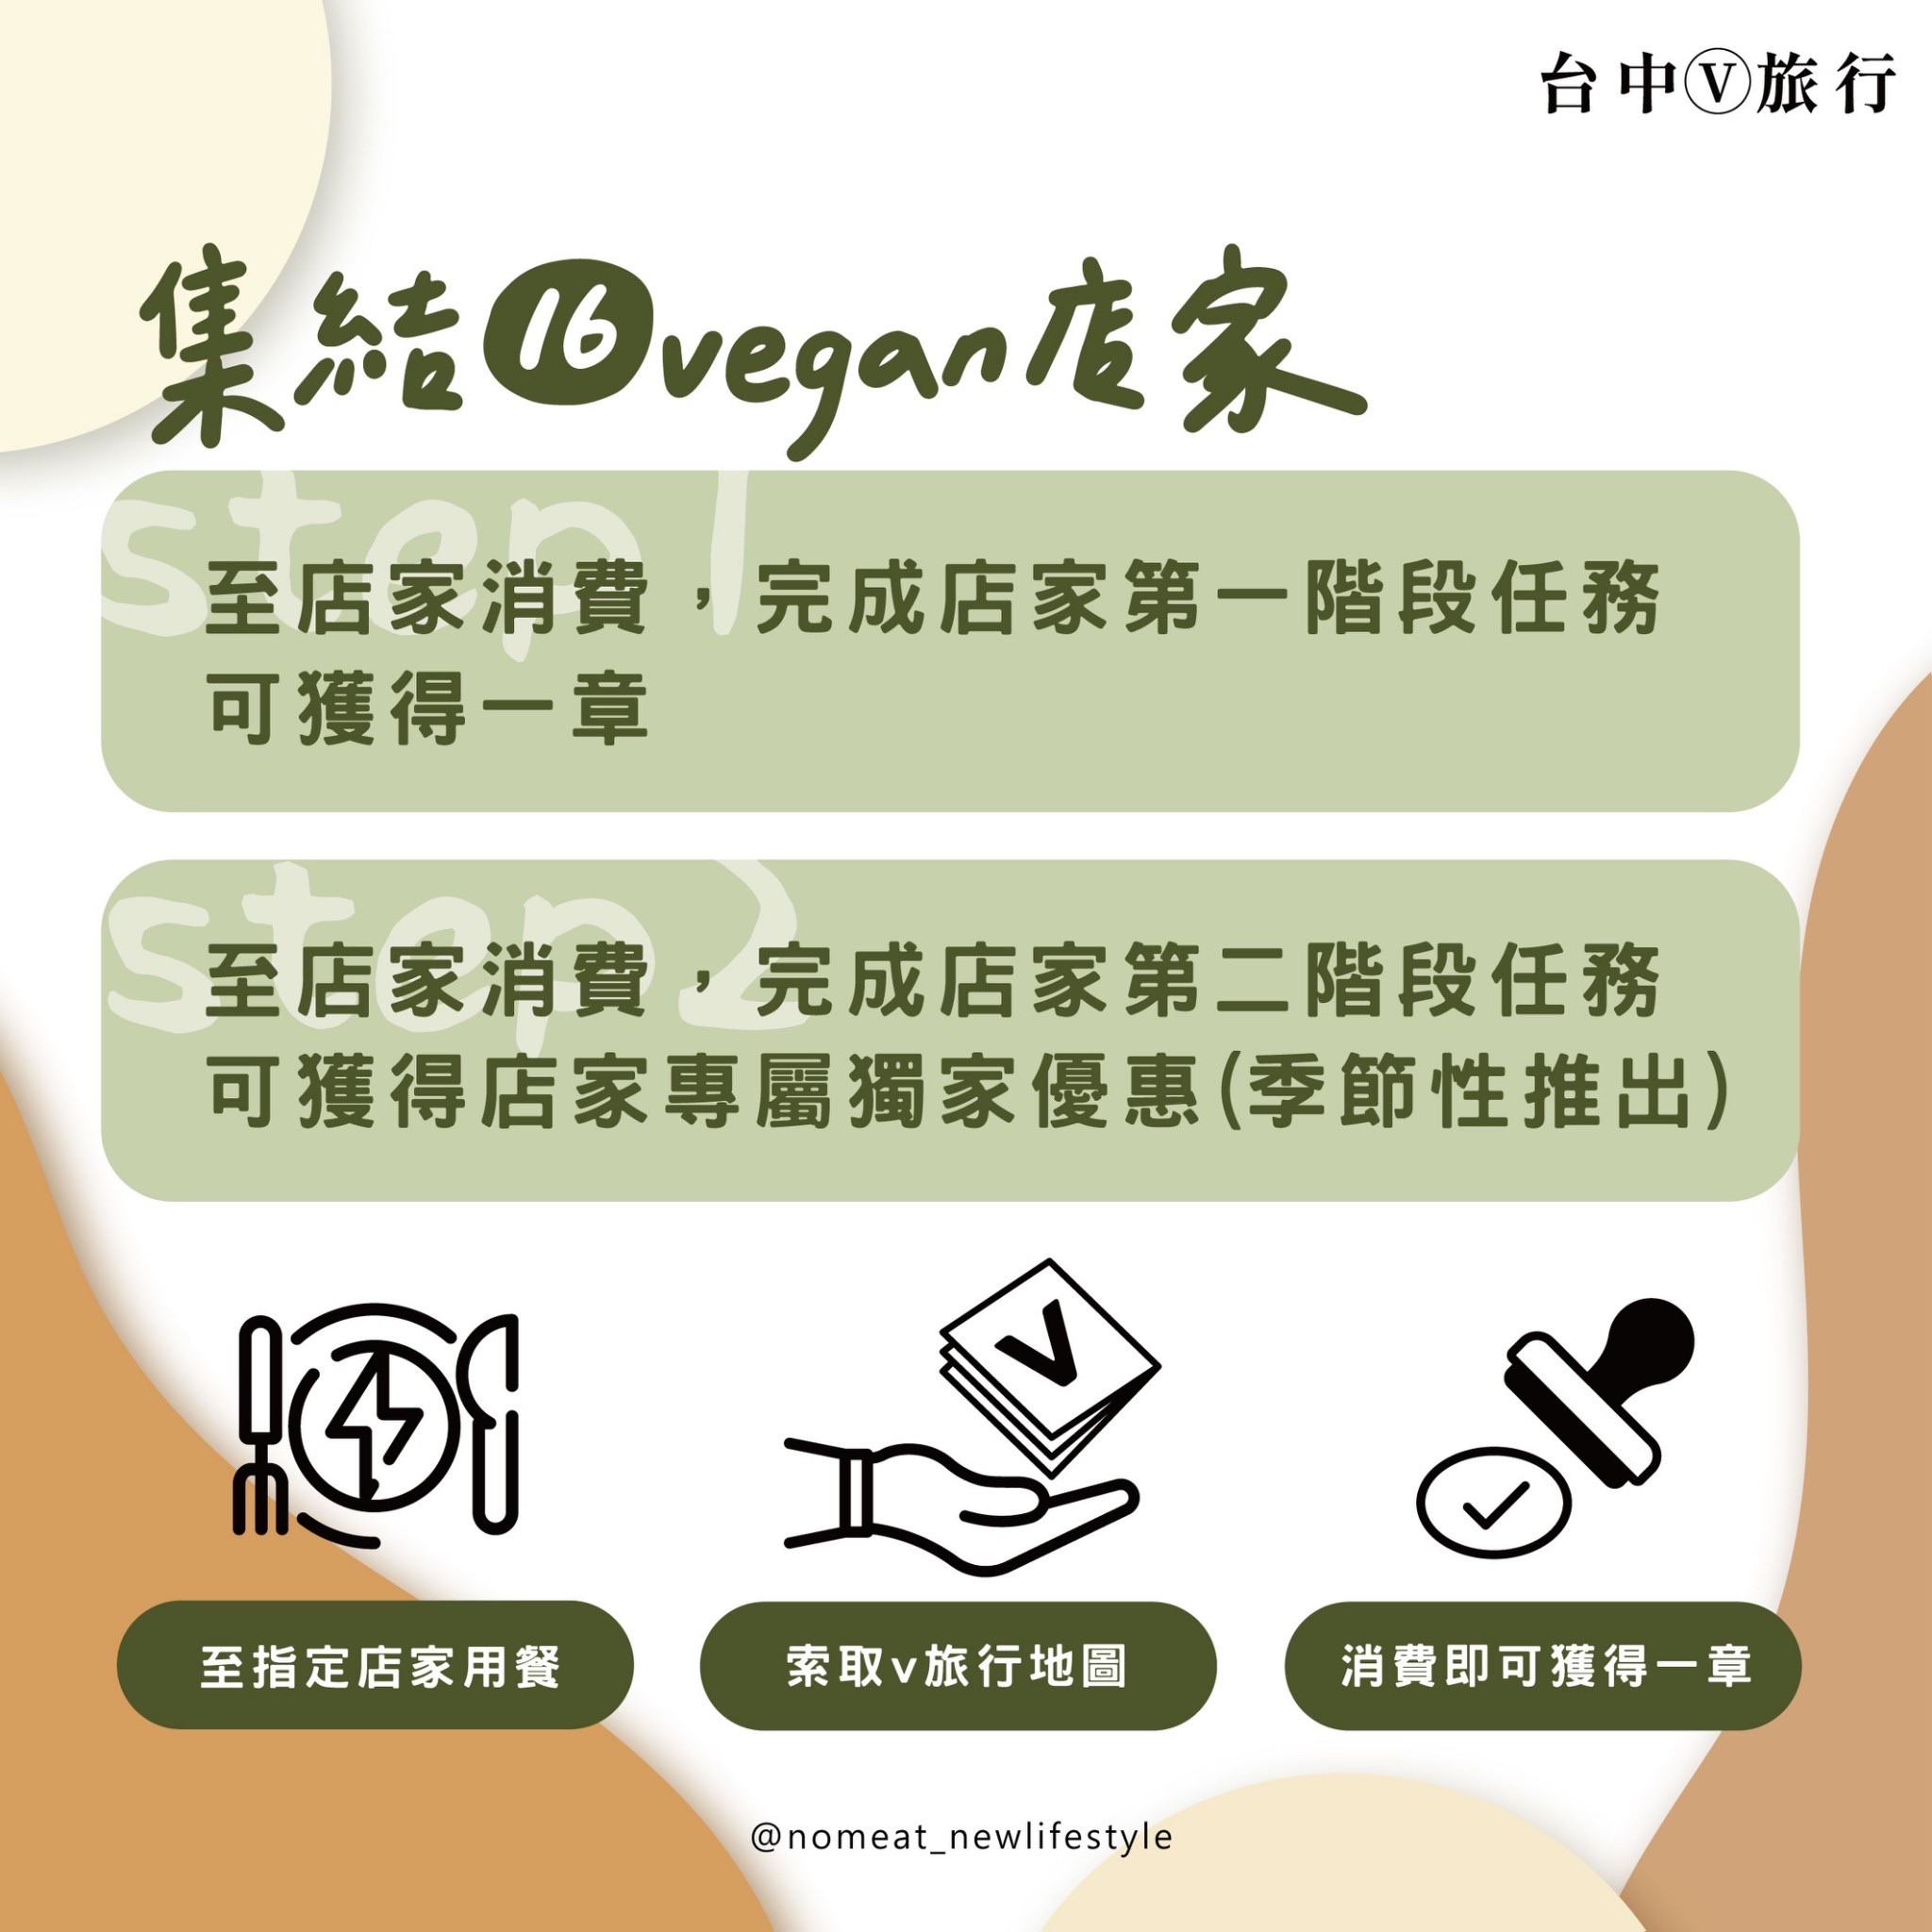 台中Ⓥ旅行
集結16vegan店家
step1
至店家消費，完成店家第一階段任務
可獲得一章
step2
至店家消費，完成店家第二階段任務
可獲得店家專屬獨家優惠(季節性推出)
V
至指定店家用餐
索取v旅行地圖
消費即可獲得一章
@nomeat_newlifestyle